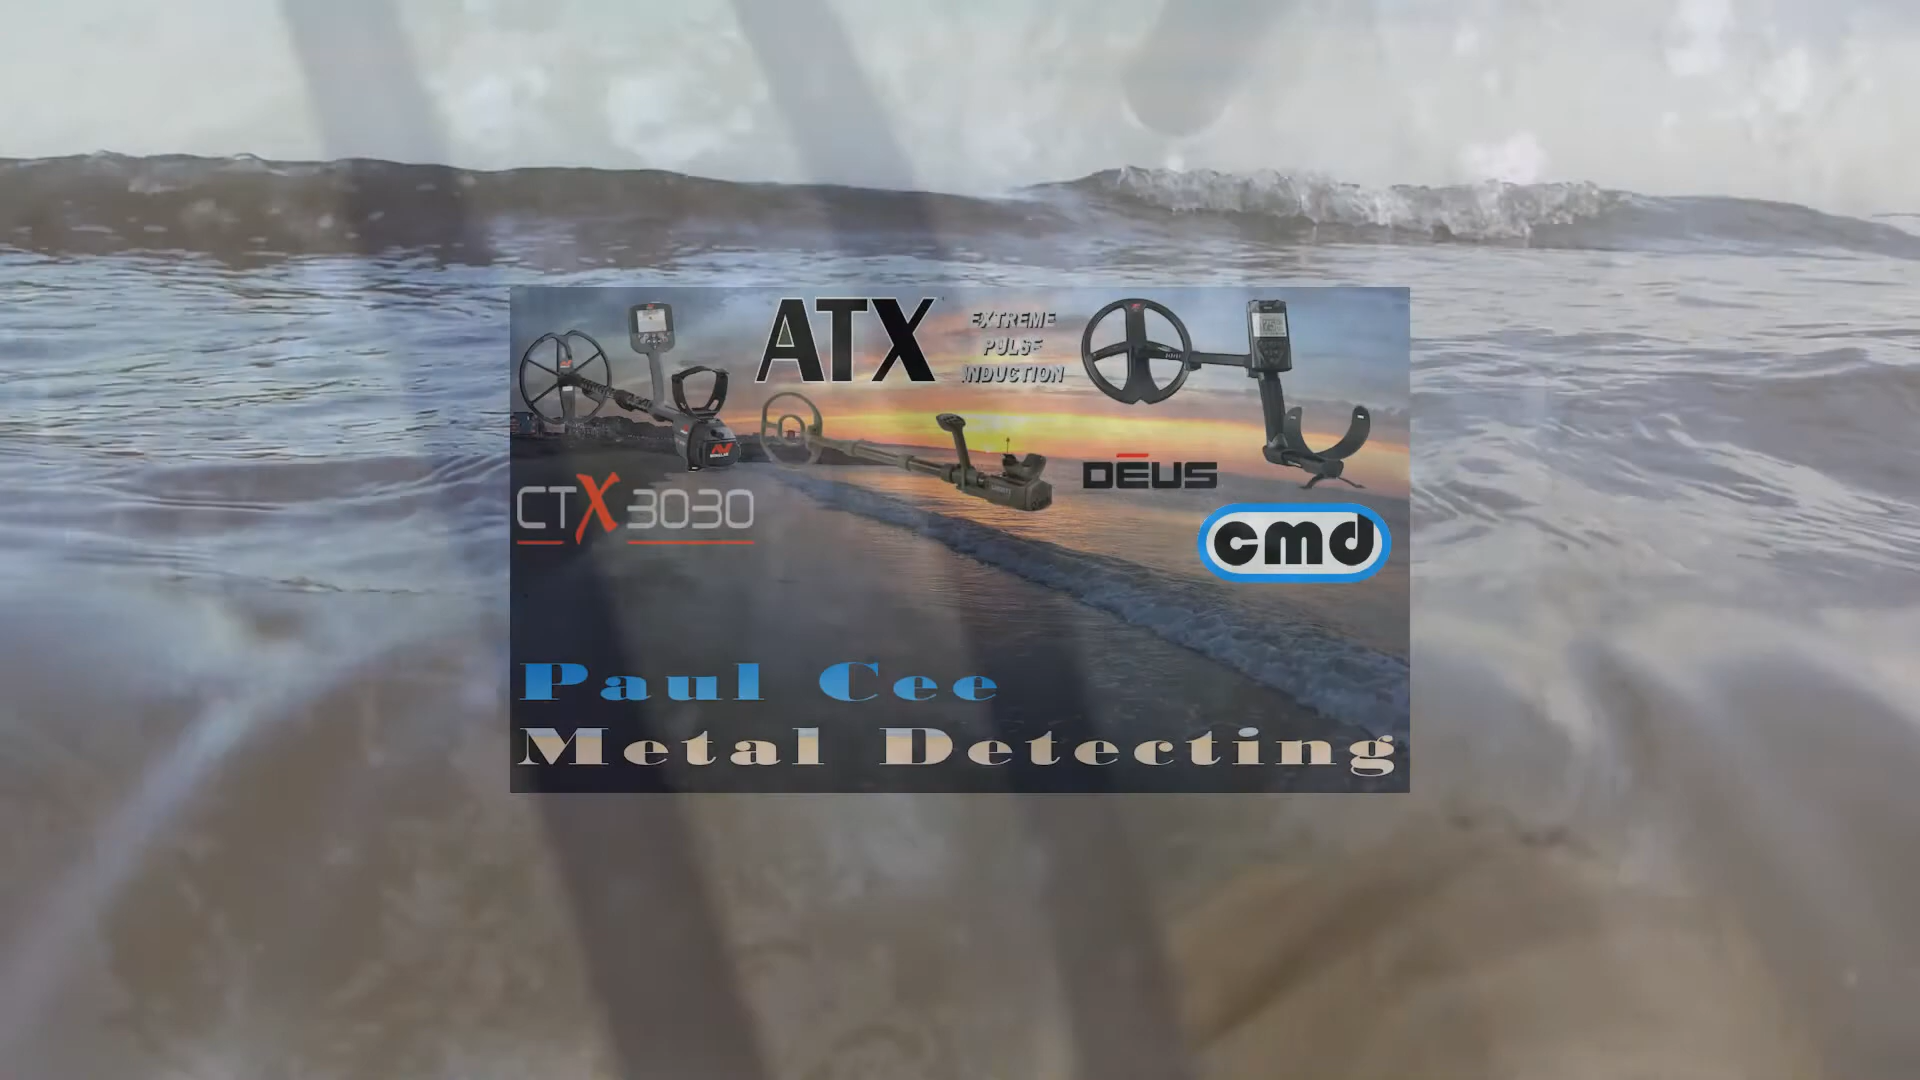 ATX
EXTREME
PULSE
INDUCTION
CTX 3030
DEUS
cmd
Paul Cee
Metal Detecting